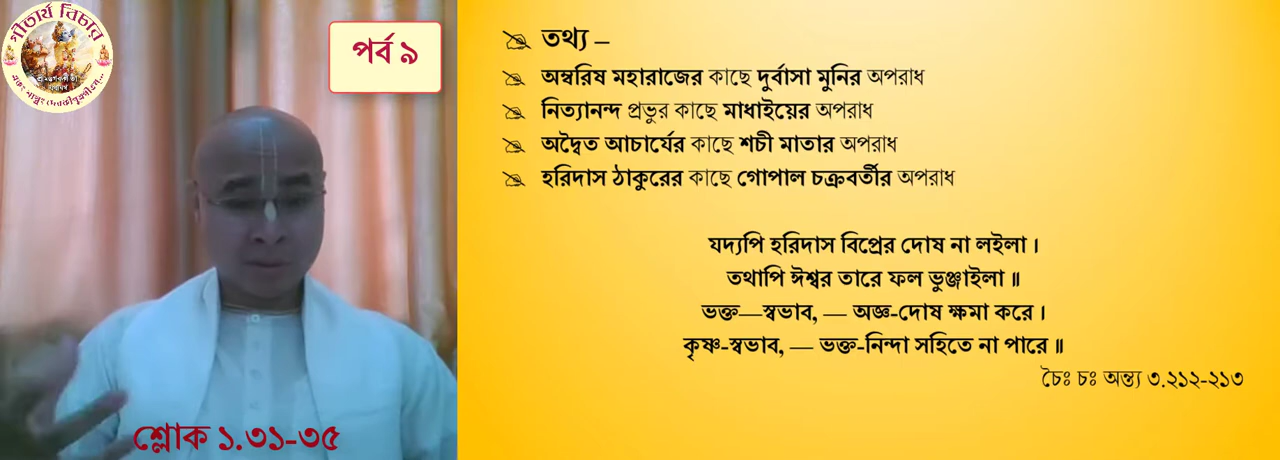 গীতার্থ বিচার
পর্ব ৯
শ্লোক ১.৩১-৩৫
তথ্য –
অম্বরিষ মহারাজের কাছে দুর্বাসা মুনির অপরাধ
নিত্যানন্দ প্রভুর কাছে মাধাইয়ের অপরাধ
অদ্বৈত আচার্যের কাছে শচী মাতার অপরাধ
হরিদাস ঠাকুরের কাছে গোপাল চক্রবর্তীর অপরাধ
যদ্যপি হরিদাস বিপ্রের দোষ না লইলা।
তথাপি ঈশ্বর তারে ফল ভুঞ্জাইলা॥
ভক্ত—স্বভাব, — অজ্ঞ-দোষ ক্ষমা করে।
কৃষ্ণ-স্বভাব, — ভক্ত-নিন্দা সহিতে না পারে॥
চৈঃ চঃ অন্ত্য ৩.২১২-২১৩